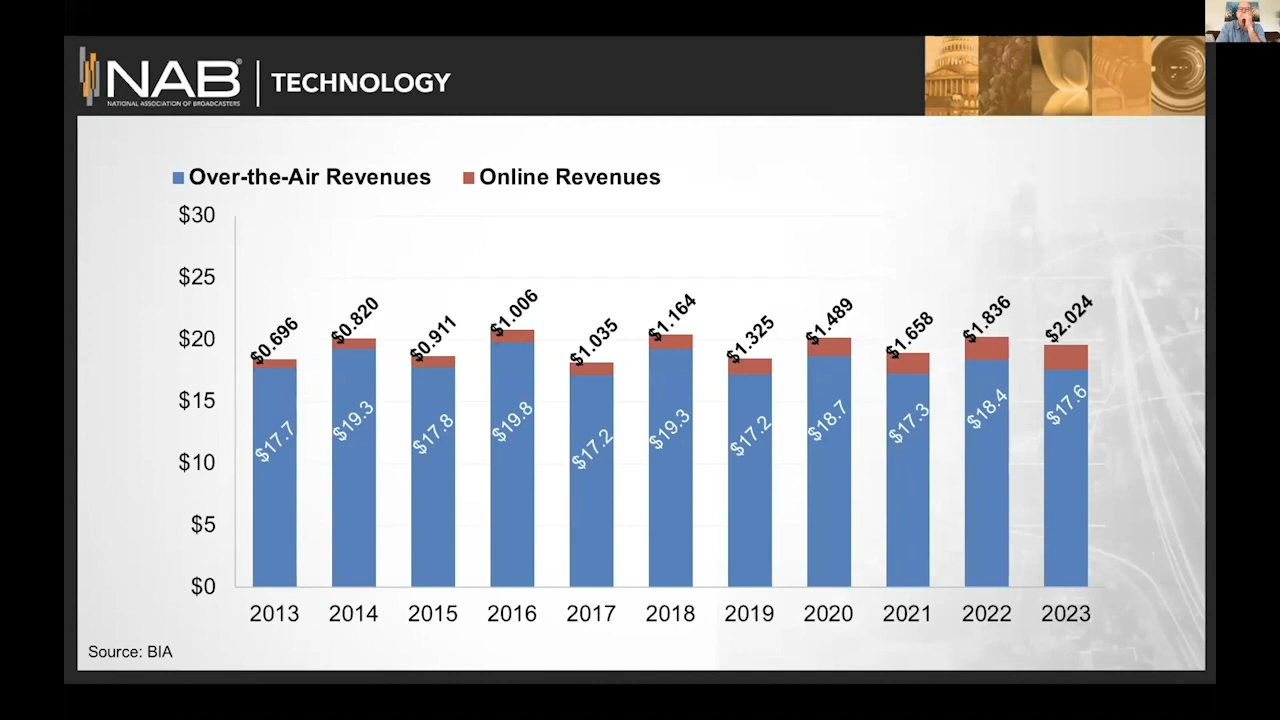 NAB®
NATIONAL ASSOCIATION OF BROADCASTERS
TECHNOLOGY
Over-the-Air Revenues Online Revenues
$30
$25
$20
$15
$10
$5
$0
$0.696 $0.820 $0.911 $1.006 $1.035 $1.164 $1.325 $1.489 $1.658 $1.836 $2.024
$17.7 $19.3 $17.8 $19.8 $17.2 $19.3 $17.2 $18.7 $17.3 $18.4 $17.6
2013 2014 2015 2016 2017 2018 2019 2020 2021 2022 2023
Source: BIA